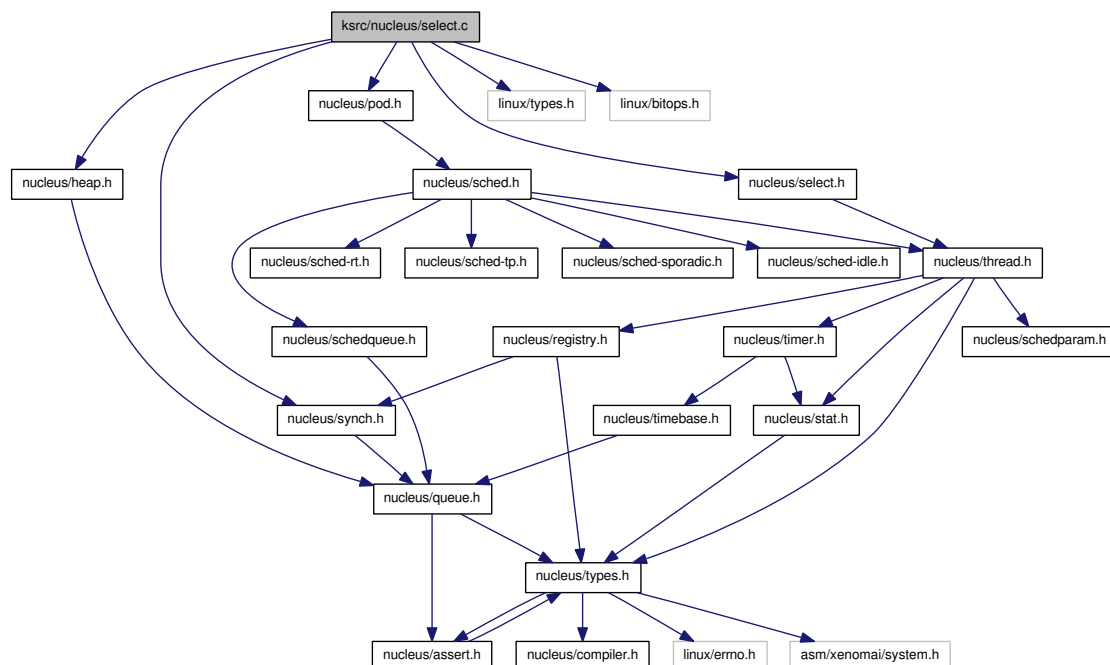 ksrc/nucleus/select.c
nucleus/pod.h
linux/types.h
linux/bitops.h
nucleus/heap.h
nucleus/sched.h
nucleus/select.h
nucleus/sched-rt.h
nucleus/sched-tp.h
nucleus/sched-sporadic.h
nucleus/sched-idle.h
nucleus/thread.h
nucleus/schedqueue.h
nucleus/registry.h
nucleus/timer.h
nucleus/schedparam.h
nucleus/synch.h
nucleus/timebase.h
nucleus/stat.h
nucleus/queue.h
nucleus/types.h
nucleus/assert.h
nucleus/compiler.h
linux/errno.h
asm/xenomai/system.h